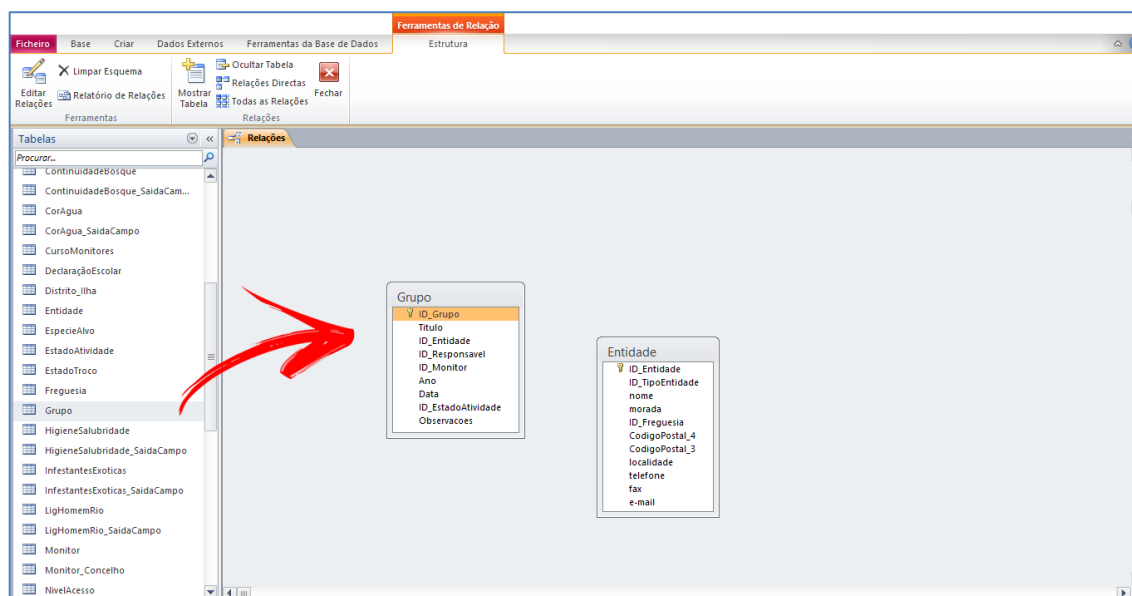 Ferramentas de Relação
Ficheiro Base Criar Dados Externos Ferramentas da Base de Dados Estrutura
Editar Relações
Limpar Esquema
Relatório de Relações
Ferramentas
Mostrar Tabela
Ocultar Tabela
Relações Directas
Todas as Relações
Fechar
Relações
Tabelas
Procurar...
ContinuidadeBosque
ContinuidadeBosque_SaidaCam...
CorAgua
CorAgua_SaidaCampo
CursoMonitores
DeclaraçãoEscolar
Distrito_Ilha
Entidade
EspecieAlvo
EstadoAtividade
EstadoTroco
Freguesia
Grupo
HigieneSalubridade
HigieneSalubridade_SaidaCampo
InfestantesExoticas
InfestantesExoticas_SaidaCampo
LigHomemRio
LigHomemRio_SaidaCampo
Monitor
Monitor_Concelho
NivelAcesso
Relações
Grupo
ID_Grupo
Titulo
ID_Entidade
ID_Responsavel
ID_Monitor
Ano
Data
ID_EstadoAtividade
Observacoes
Entidade
ID_Entidade
ID_TipoEntidade
nome
morada
ID_Freguesia
CodigoPostal_4
CodigoPostal_3
localidade
telefone
fax
e-mail